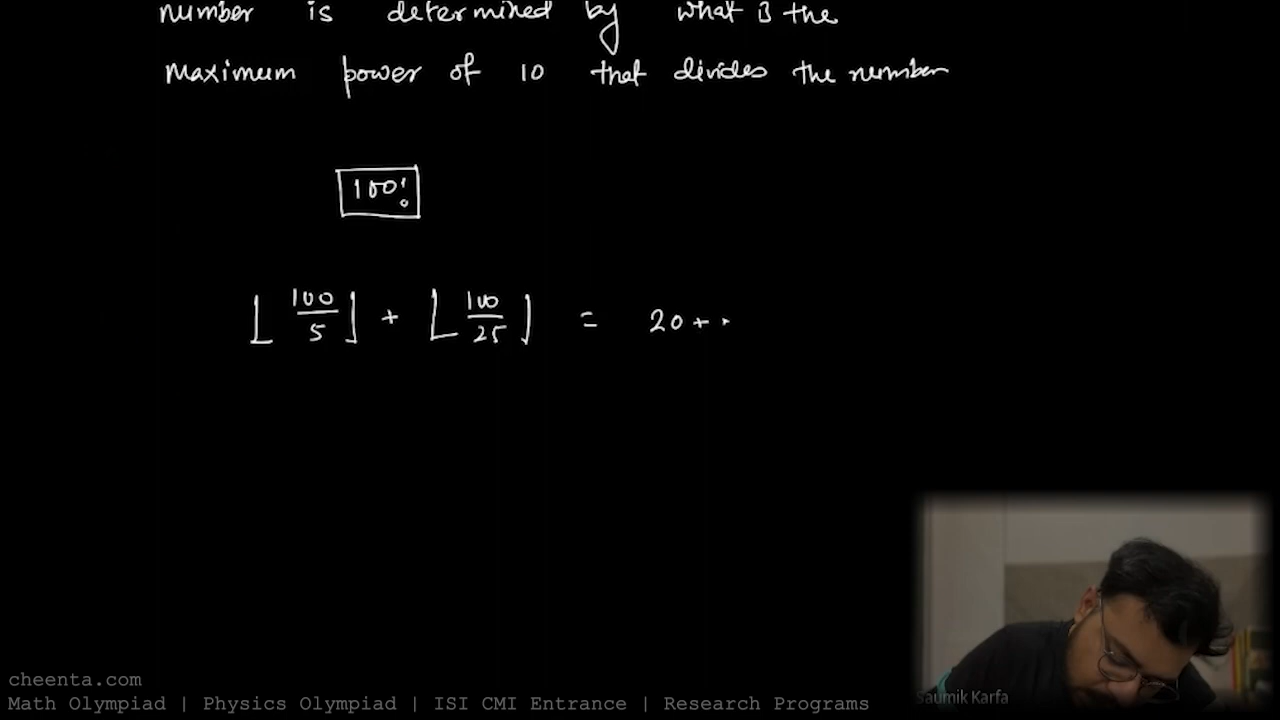 number is determined by what is the
maximum power of 10 that divides the number
100!
⌊100/5⌋ + ⌊100/25⌋ = 20+
cheenta.com
Math Olympiad | Physics Olympiad | ISI CMI Entrance | Research Programs
Saumik Karfa